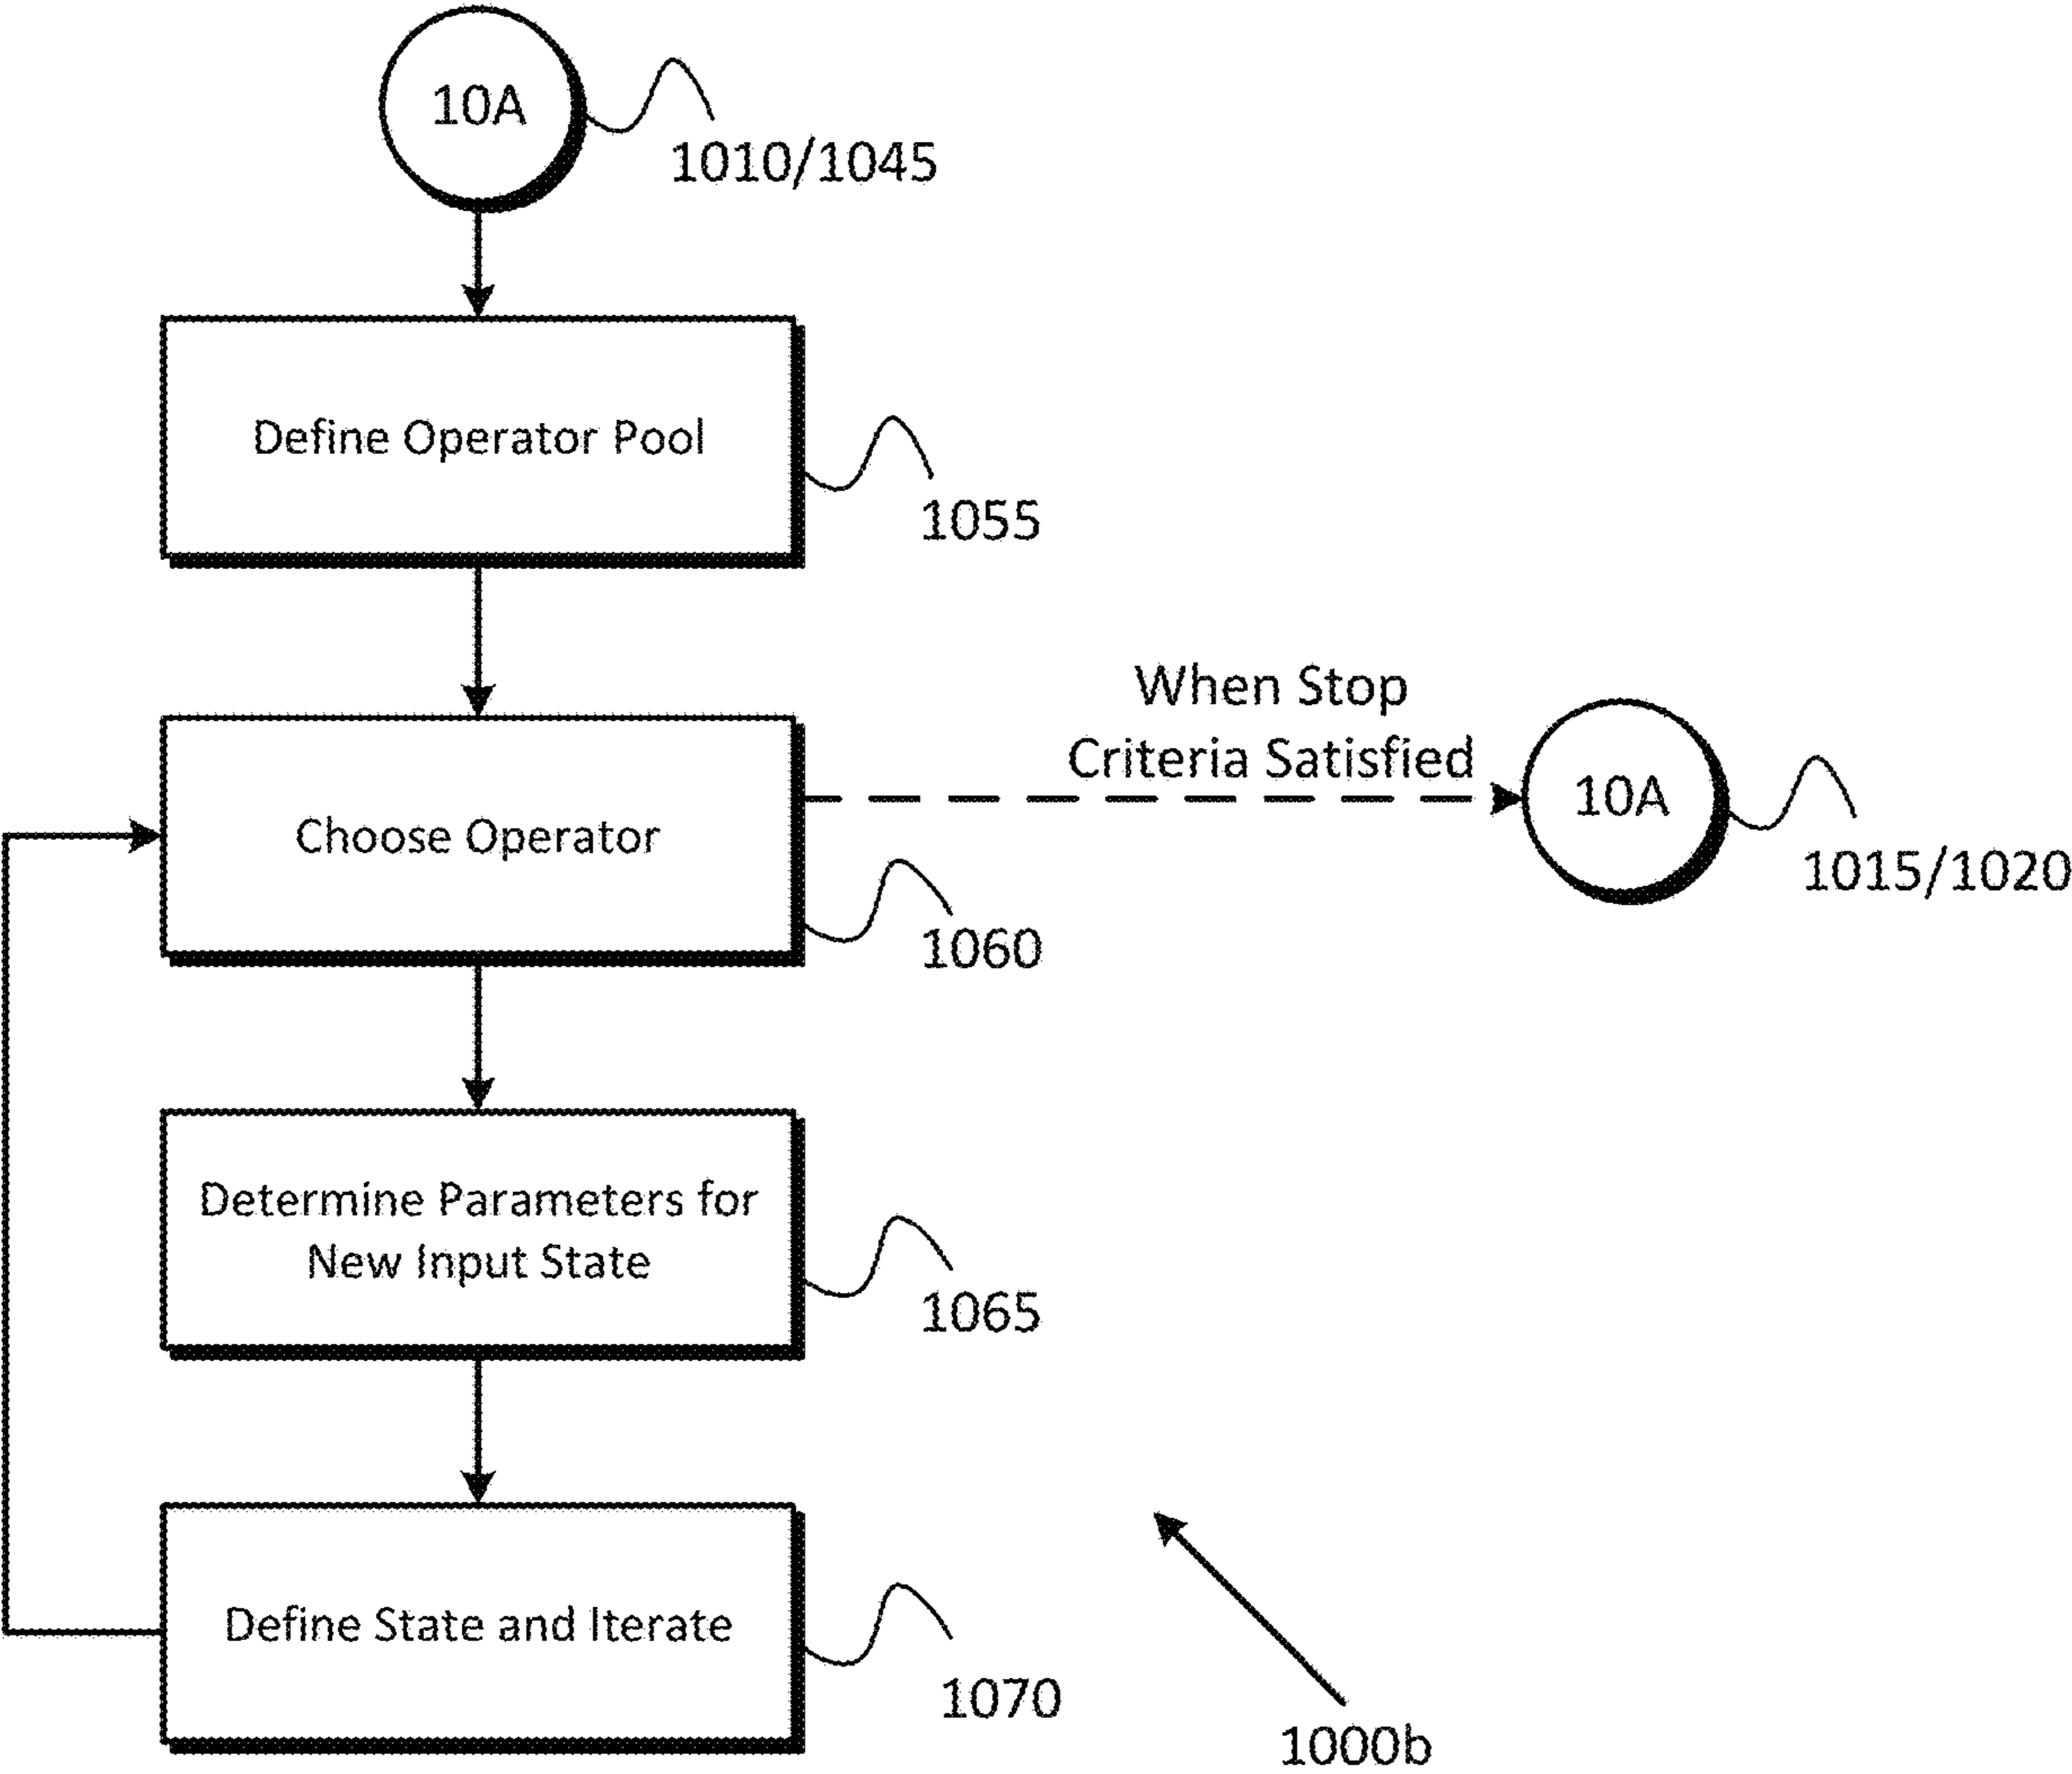 10A
1010/1045
Define Operator Pool
1055
When Stop
Criteria Satisfied
10A
1015/1020
Choose Operator
1060
Determine Parameters for
New Input State
1065
Define State and Iterate
1070
1000b